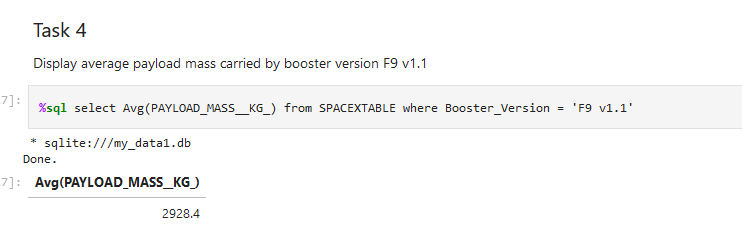 Task 4
Display average payload mass carried by booster version F9 v1.1
7]: %sql select Avg(PAYLOAD_MASS__KG_) from SPACEXTABLE where Booster_Version = 'F9 v1.1'
* sqlite:///my_data1.db
Done.
7]: Avg(PAYLOAD_MASS__KG_)
2928.4